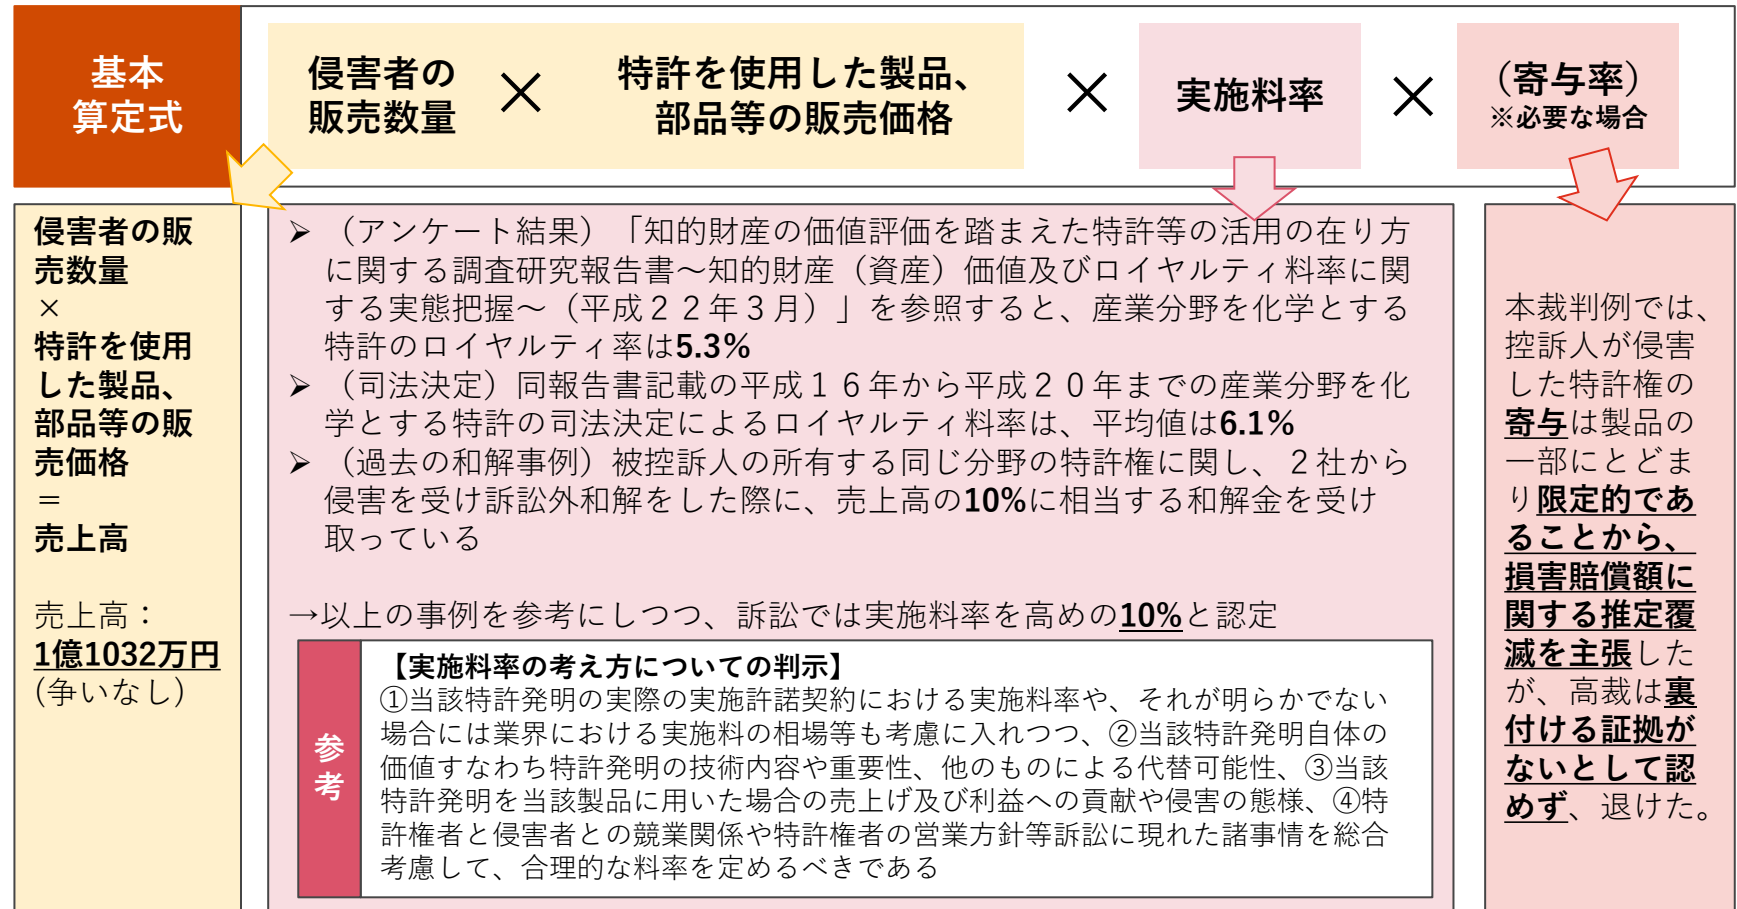 基本
算定式
侵害者の
販売数量
×
特許を使用した製品、
部品等の販売価格
×
実施料率
×
（寄与率）
※必要な場合
侵害者の販
売数量
×
特許を使用
した製品、
部品等の販
売価格
＝
売上高
売上高：
1億1032万円
(争いなし)
➢ （アンケート結果）「知的財産の価値評価を踏まえた特許等の活用の在り方
に関する調査研究報告書～知的財産（資産）価値及びロイヤルティ料率に関
する実態把握～（平成２２年３月）」を参照すると、産業分野を化学とする
特許のロイヤルティ率は5.3%
➢ （司法決定）同報告書記載の平成１６年から平成２０年までの産業分野を化
学とする特許の司法決定によるロイヤルティ料率は、平均値は6.1%
➢ （過去の和解事例）被控訴人の所有する同じ分野の特許権に関し、２社から
侵害を受け訴訟外和解をした際に、売上高の10%に相当する和解金を受け
取っている
→以上の事例を参考にしつつ、訴訟では実施料率を高めの10%と認定
参考
【実施料率の考え方についての判示】
①当該特許発明の実際の実施許諾契約における実施料率や、それが明らかでない
場合には業界における実施料の相場等も考慮に入れつつ、②当該特許発明自体の
価値すなわち特許発明の技術内容や重要性、他のものによる代替可能性、③当該
特許発明を当該製品に用いた場合の売上げ及び利益への貢献や侵害の態様、④特
許権者と侵害者との競業関係や特許権者の営業方針等訴訟に現れた諸事情を総合
考慮して、合理的な料率を定めるべきである
本裁判例では、
控訴人が侵害
した特許権の
寄与は製品の
一部にとどま
り限定的であ
ることから、
損害賠償額に
関する推定覆
滅を主張した
が、高裁は裏
付ける証拠が
ないとして認
めず、退けた。